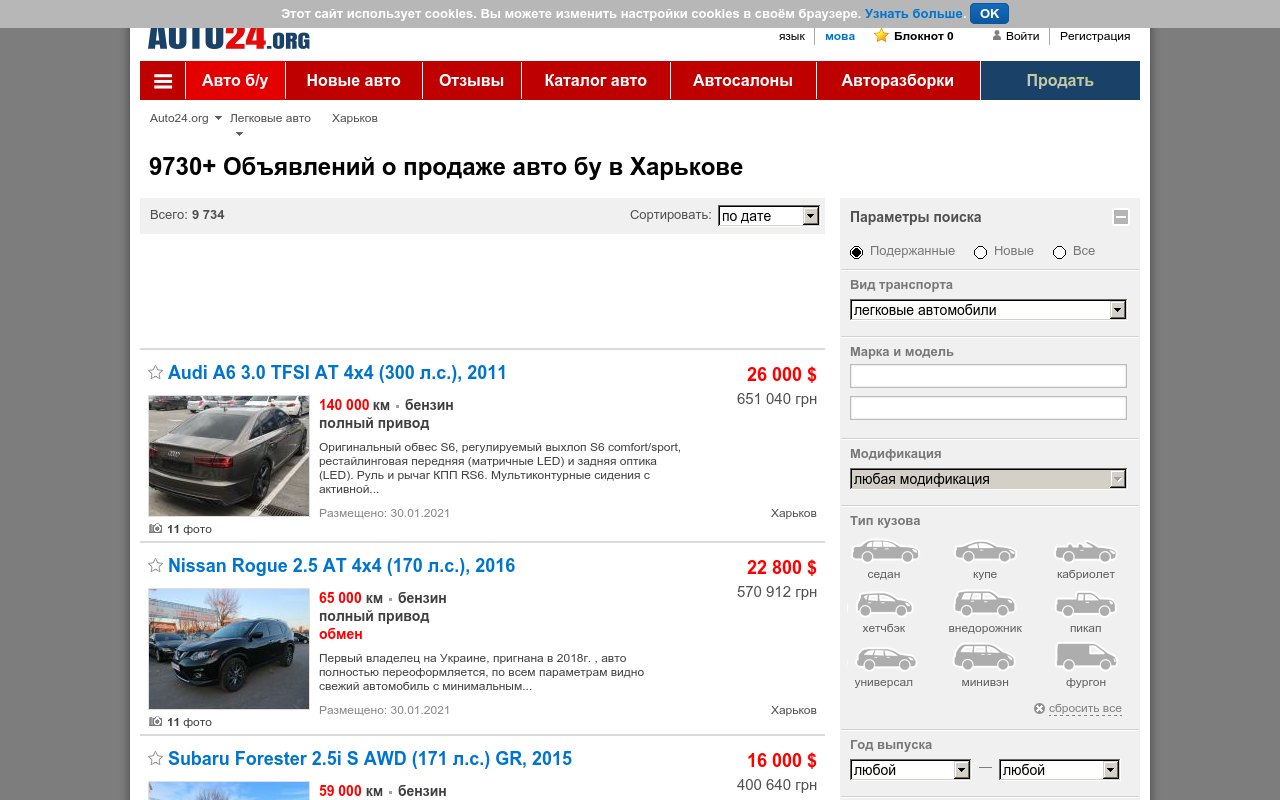 Этот сайт использует cookies. Вы можете изменить настройки cookies в своём браузере. Узнать больше. OK
AUTO24.ORG
язык мова Блокнот 0 Войти Регистрация
Авто б/у Новые авто Отзывы Каталог авто Автосалоны Авторазборки Продать
Auto24.org Легковые авто Харьков
9730+ Объявлений о продаже авто бу в Харькове
Всего: 9 734 Сортировать: по дате
Audi A6 3.0 TFSI AT 4x4 (300 л.с.), 2011 26 000 $
651 040 грн
140 000 км • бензин
полный привод
Оригинальный обвес S6, регулируемый выхлоп S6 comfort/sport,
рестайлинговая передняя (матричные LED) и задняя оптика
(LED). Руль и рычаг КПП RS6. Мультиконтурные сидения с
активной...
Размещено: 30.01.2021 Харьков
11 фото
Nissan Rogue 2.5 AT 4x4 (170 л.с.), 2016 22 800 $
570 912 грн
65 000 км • бензин
полный привод
обмен
Первый владелец на Украине, пригнана в 2018г. , авто
полностью переоформляется, по всем параметрам видно
свежий автомобиль с минимальным...
Размещено: 30.01.2021 Харьков
11 фото
Subaru Forester 2.5i S AWD (171 л.с.) GR, 2015 16 000 $
400 640 грн
59 000 км • бензин
Параметры поиска
Подержанные Новые Все
Вид транспорта
легковые автомобили
Марка и модель
Модификация
любая модификация
Тип кузова
седан купе кабриолет
хетчбэк внедорожник пикап
универсал минивэн фургон
сбросить все
Год выпуска
любой — любой